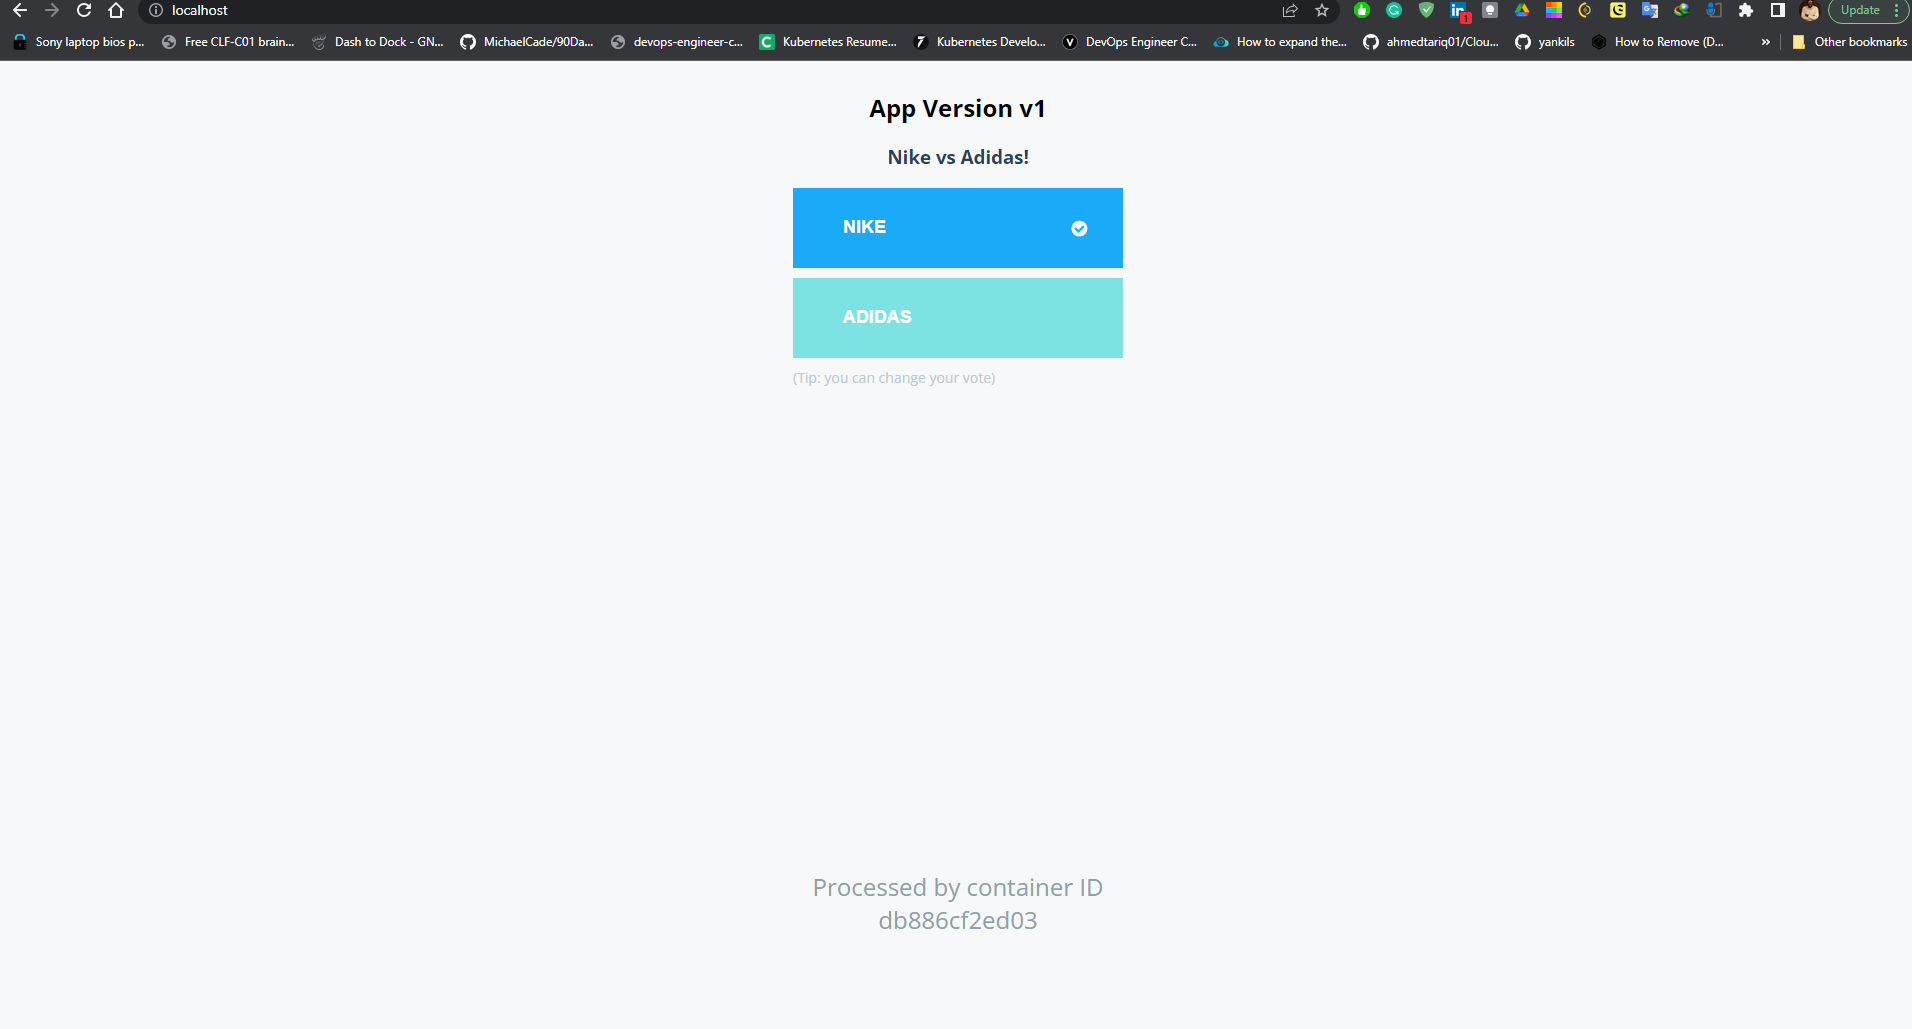 localhost
Update
Sony laptop bios p... Free CLF-C01 brain... Dash to Dock - GN... MichaelCade/90Da... devops-engineer-c... Kubernetes Resume... Kubernetes Develo... DevOps Engineer C... How to expand the... ahmedtariq01/Clou... yankils How to Remove (D... » Other bookmarks
App Version v1
Nike vs Adidas!
NIKE
ADIDAS
(Tip: you can change your vote)
Processed by container ID
db886cf2ed03